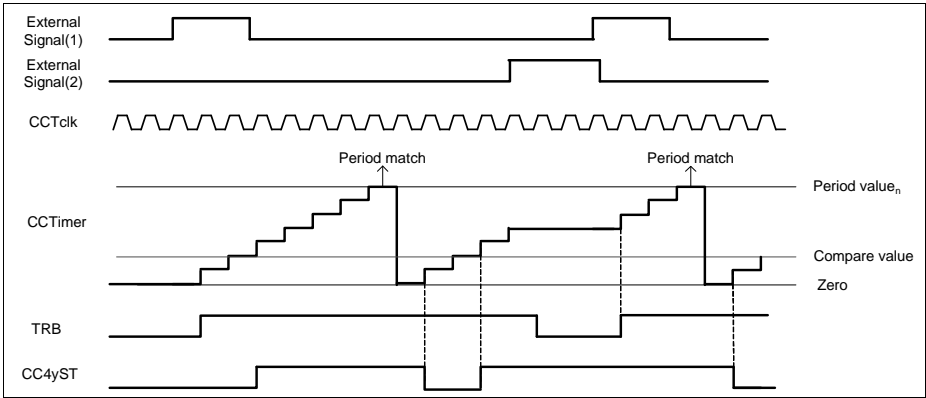 External
Signal(1)
External
Signal(2)
CCTclk
Period match
Period match
Period valueₙ
CCTimer
Compare value
Zero
TRB
CC4yST